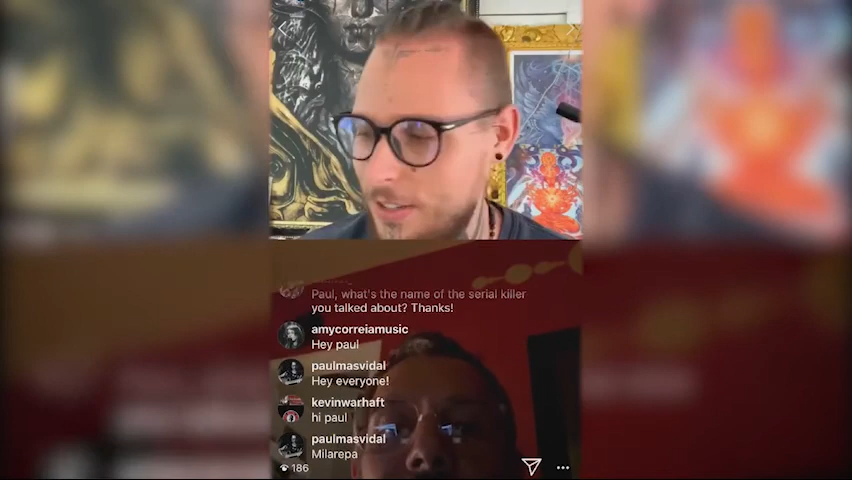 Paul, what's the name of the serial killer
you talked about? Thanks!
amycorreiamusic
Hey paul
paulmasvidal
Hey everyone!
kevinwarhaft
hi paul
paulmasvidal
Milarepa
186